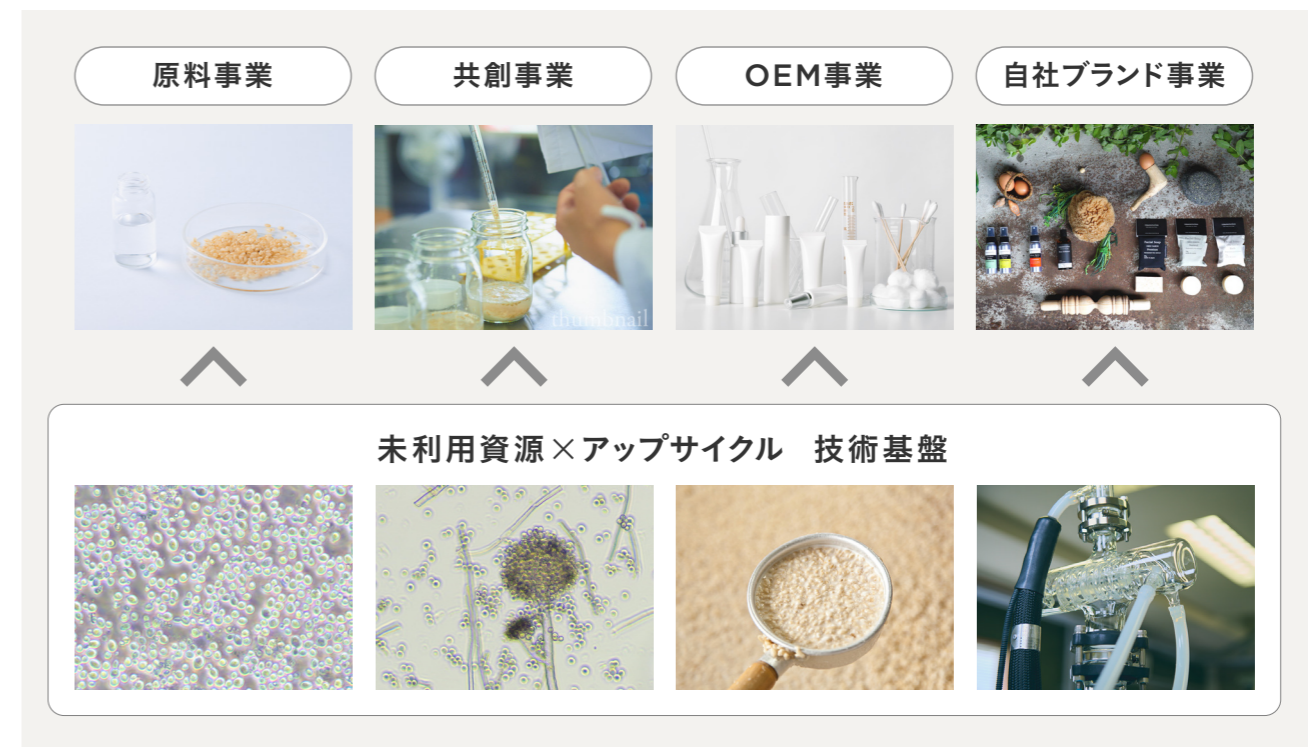 原料事業
共創事業
OEM事業
自社ブランド事業
thumbnail
未利用資源×アップサイクル 技術基盤